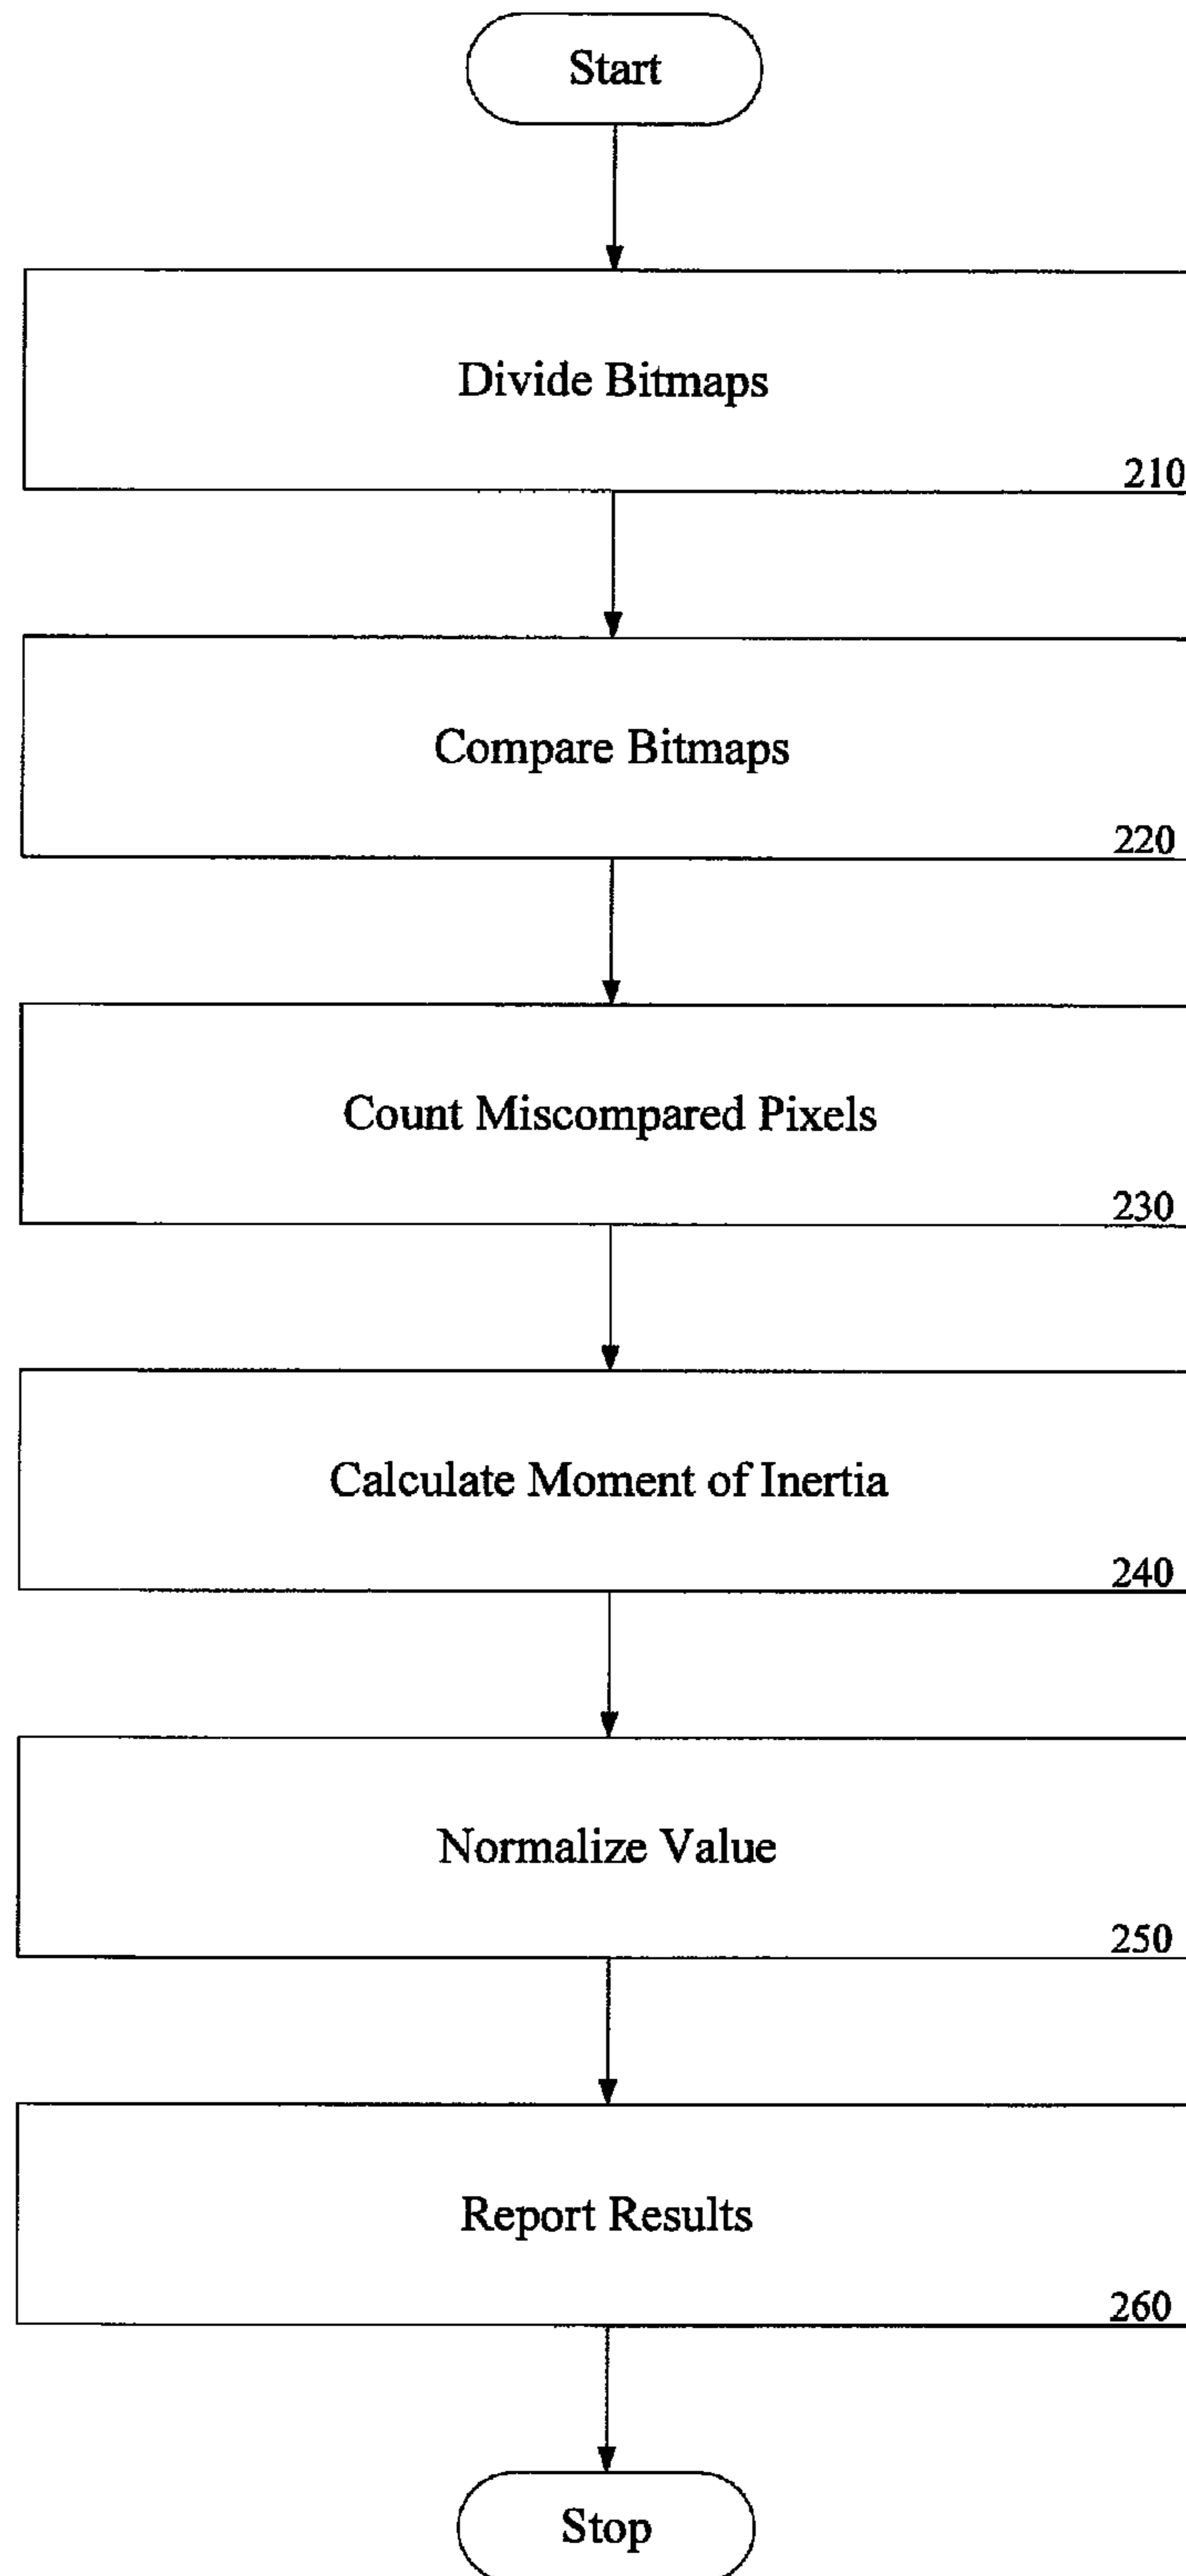 Start
Divide Bitmaps
210
Compare Bitmaps
220
Count Miscompared Pixels
230
Calculate Moment of Inertia
240
Normalize Value
250
Report Results
260
Stop